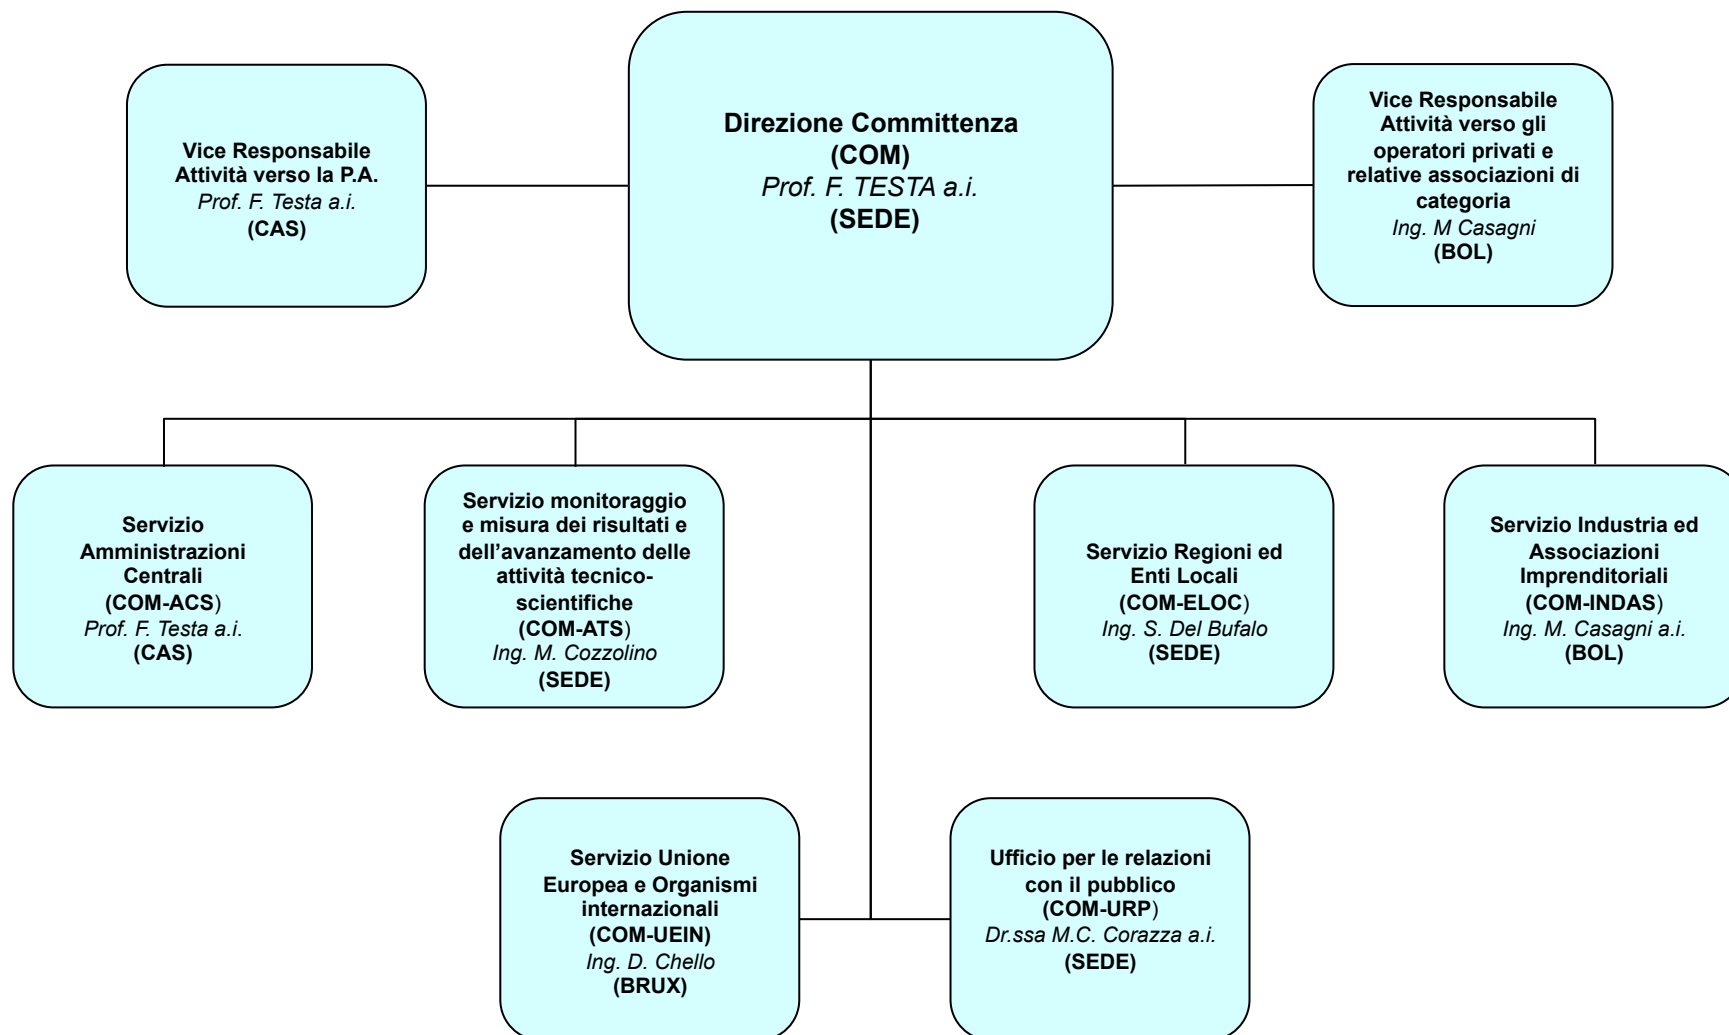 Vice Responsabile
Attività verso la P.A.
Prof. F. Testa a.i.
(CAS)
Direzione Committenza
(COM)
Prof. F. TESTA a.i.
(SEDE)
Vice Responsabile
Attività verso gli
operatori privati e
relative associazioni di
categoria
Ing. M Casagni
(BOL)
Servizio
Amministrazioni
Centrali
(COM-ACS)
Prof. F. Testa a.i.
(CAS)
Servizio monitoraggio
e misura dei risultati e
dell’avanzamento delle
attività tecnico-
scientifiche
(COM-ATS)
Ing. M. Cozzolino
(SEDE)
Servizio Regioni ed
Enti Locali
(COM-ELOC)
Ing. S. Del Bufalo
(SEDE)
Servizio Industria ed
Associazioni
Imprenditoriali
(COM-INDAS)
Ing. M. Casagni a.i.
(BOL)
Servizio Unione
Europea e Organismi
internazionali
(COM-UEIN)
Ing. D. Chello
(BRUX)
Ufficio per le relazioni
con il pubblico
(COM-URP)
Dr.ssa M.C. Corazza a.i.
(SEDE)